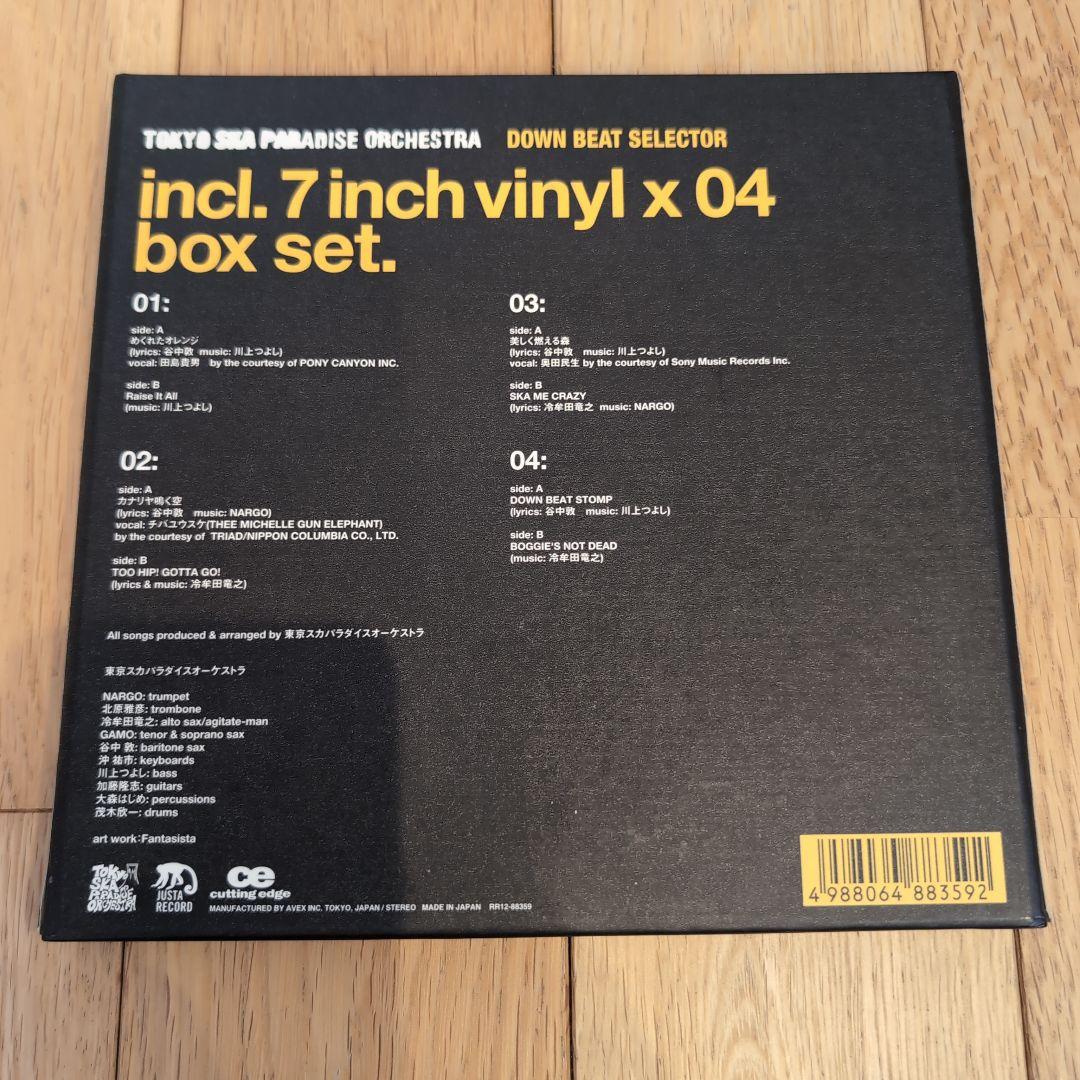 TOKYO SKA PARADISE ORCHESTRA DOWN BEAT SELECTOR
incl. 7 inch vinyl x 04
box set.
01:
side: A
めくれたオレンジ
(lyrics: 谷中敦 music: 川上つよし)
vocal: 田島貴男 by the courtesy of PONY CANYON INC.
side: B
Raise It All
(music: 川上つよし)
02:
side: A
カナリヤ鳴く空
(lyrics: 谷中敦 music: NARGO)
vocal: チバユウスケ(THEE MICHELLE GUN ELEPHANT)
by the courtesy of TRIAD/NIPPON COLUMBIA CO., LTD.
side: B
TOO HIP! GOTTA GO!
(lyrics & music: 冷牟田竜之)
03:
side: A
美しく燃える森
(lyrics: 谷中敦 music: 川上つよし)
vocal: 奥田民生 by the courtesy of Sony Music Records Inc.
side: B
SKA ME CRAZY
(lyrics: 冷牟田竜之 music: NARGO)
04:
side: A
DOWN BEAT STOMP
(lyrics: 谷中敦 music: 川上つよし)
side: B
BOGGIE'S NOT DEAD
(music: 冷牟田竜之)
All songs produced & arranged by 東京スカパラダイスオーケストラ
東京スカパラダイスオーケストラ
NARGO: trumpet
北原雅彦: trombone
冷牟田竜之: alto sax/agitate-man
GAMO: tenor & soprano sax
谷中 敦: baritone sax
沖 祐市: keyboards
川上つよし: bass
加藤隆志: guitars
大森はじめ: percussions
茂木欣一: drums
art work:Fantasista
TOKYO
SKA
PARADISE
ORCHESTRA
JUSTA
RECORD
ce
cutting edge
MANUFACTURED BY AVEX INC. TOKYO, JAPAN / STEREO MADE IN JAPAN RR12-88359
4 988064 883592